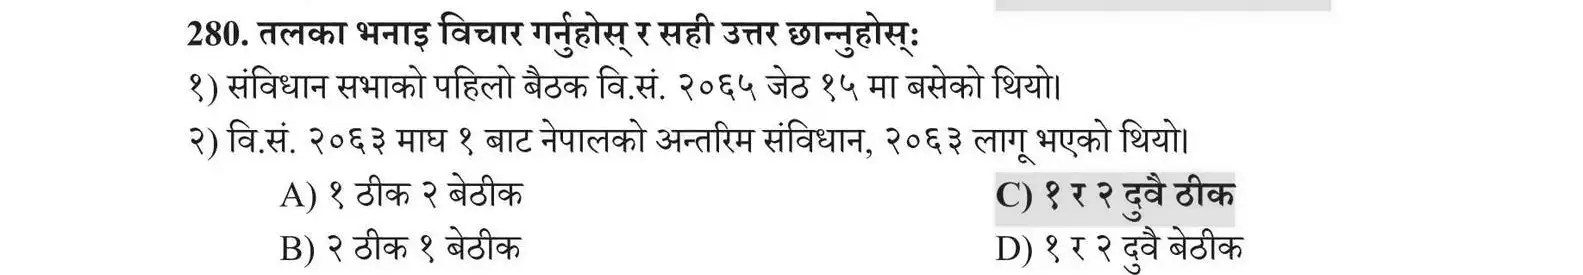 280. तलका भनाइ विचार गर्नुहोस् र सही उत्तर छान्नुहोस्:
१) संविधान सभाको पहिलो बैठक वि.सं. २०६५ जेठ १५ मा बसेको थियो।
२) वि.सं. २०६३ माघ १ बाट नेपालको अन्तरिम संविधान, २०६३ लागू भएको थियो।
A) १ ठीक २ बेठीक
C) १ र २ दुवै ठीक
B) २ ठीक १ बेठीक
D) १ र २ दुवै बेठीक